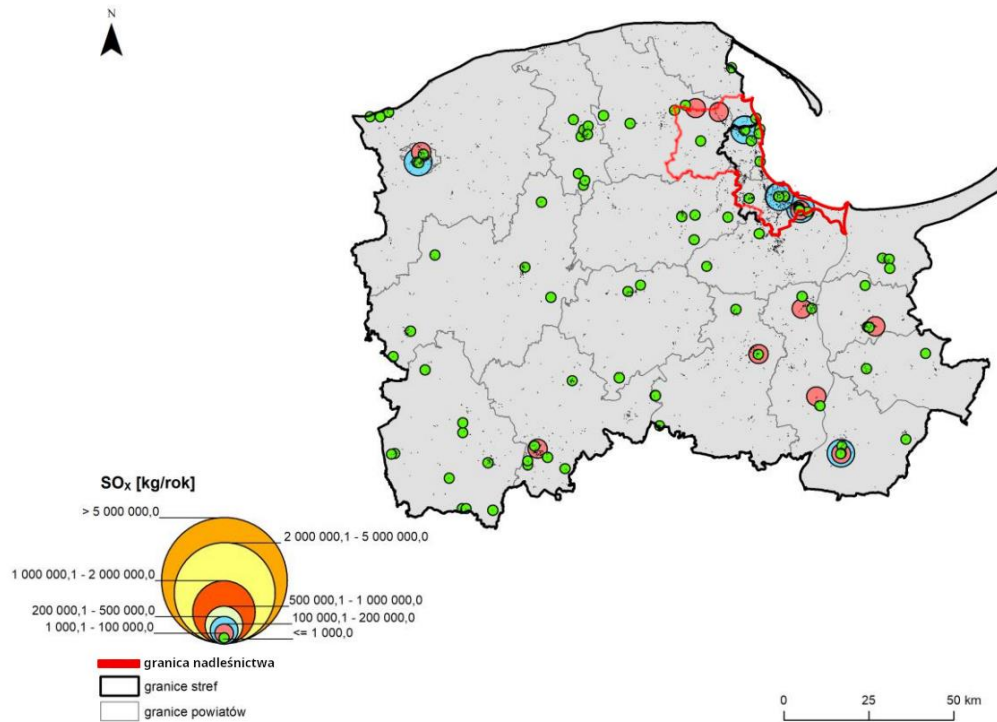 N
SOx [kg/rok]
> 5 000 000,0
2 000 000,1 - 5 000 000,0
1 000 000,1 - 2 000 000,0
500 000,1 - 1 000 000,0
200 000,1 - 500 000,0
100 000,1 - 200 000,0
1 000,1 - 100 000,0
<= 1 000,0
granica nadleśnictwa
granice stref
granice powiatów
0 25 50 km